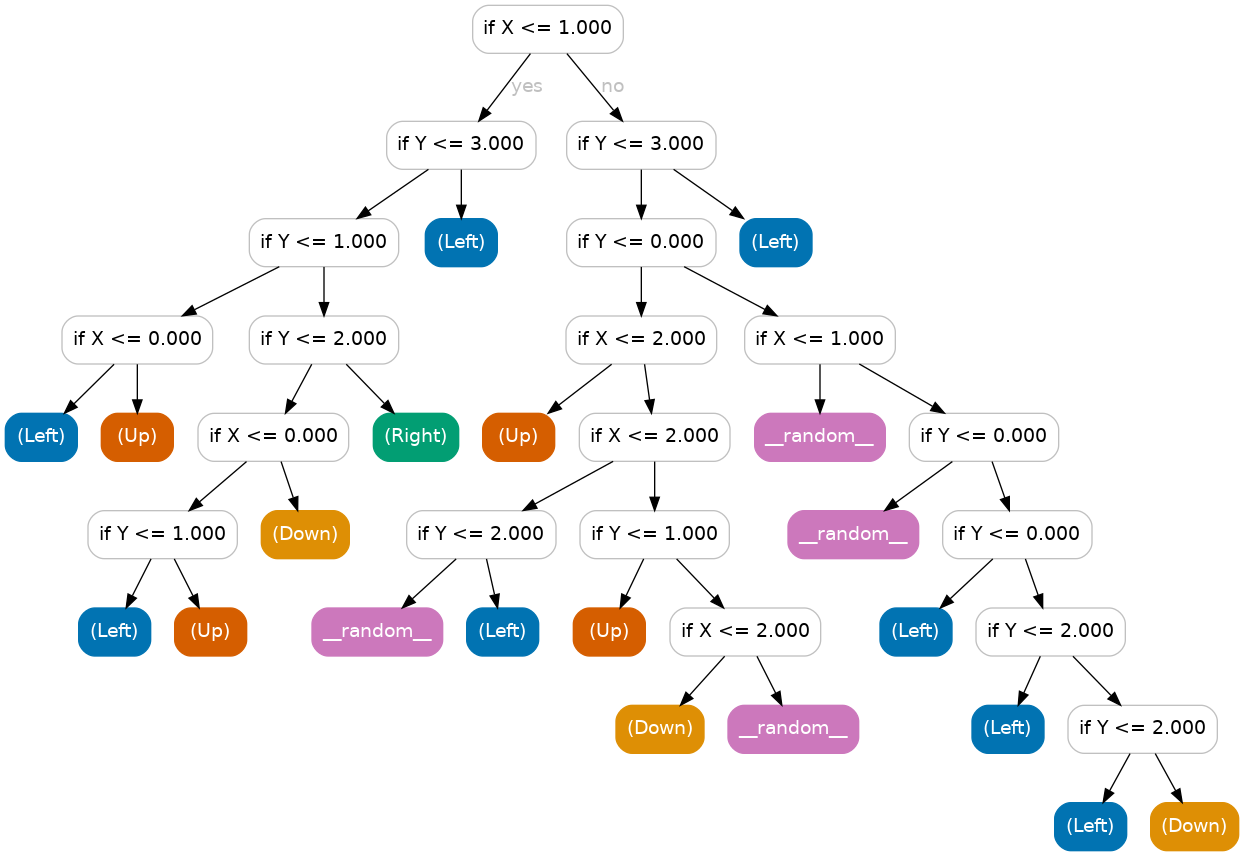 if X <= 1.000
yes
no
if Y <= 3.000
if Y <= 3.000
if Y <= 1.000
(Left)
if Y <= 0.000
(Left)
if X <= 0.000
if Y <= 2.000
if X <= 2.000
if X <= 1.000
(Left)
(Up)
if X <= 0.000
(Right)
(Up)
if X <= 2.000
__random__
if Y <= 0.000
if Y <= 1.000
(Down)
if Y <= 2.000
if Y <= 1.000
__random__
if Y <= 0.000
(Left)
(Up)
__random__
(Left)
(Up)
if X <= 2.000
(Left)
if Y <= 2.000
(Down)
__random__
(Left)
if Y <= 2.000
(Left)
(Down)